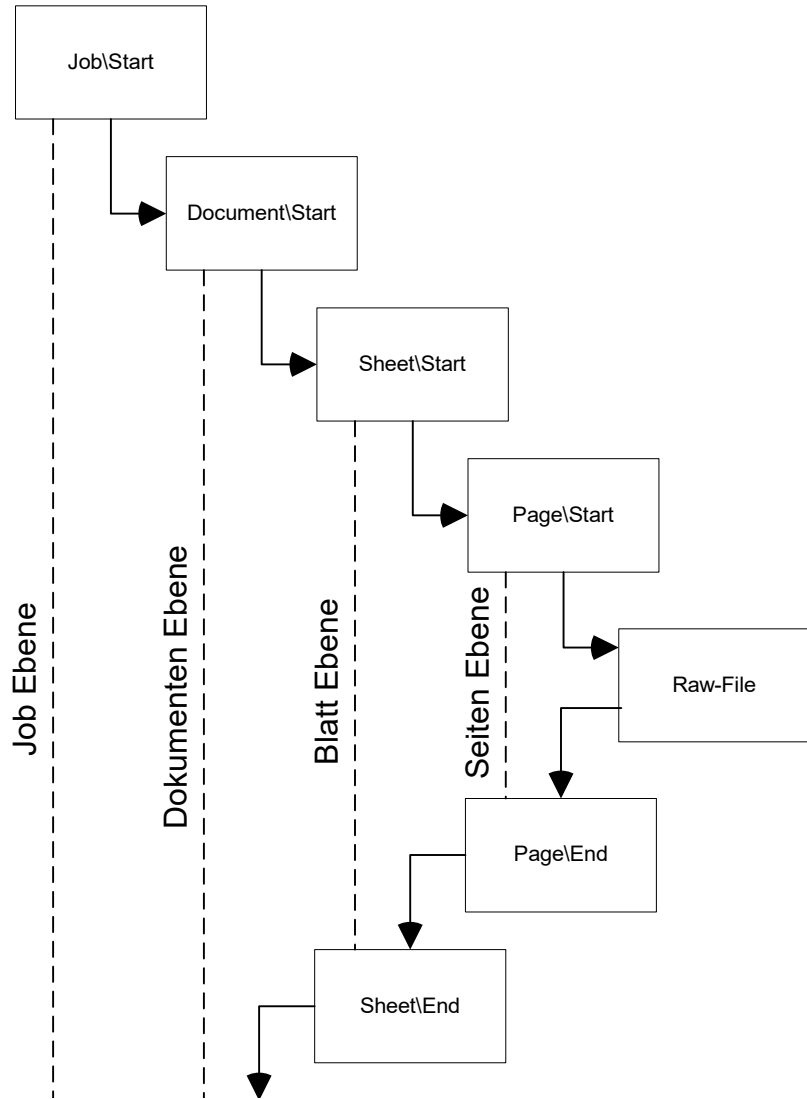 Job\Start
Document\Start
Sheet\Start
Page\Start
Job Ebene
Dokumenten Ebene
Blatt Ebene
Seiten Ebene
Raw-File
Page\End
Sheet\End